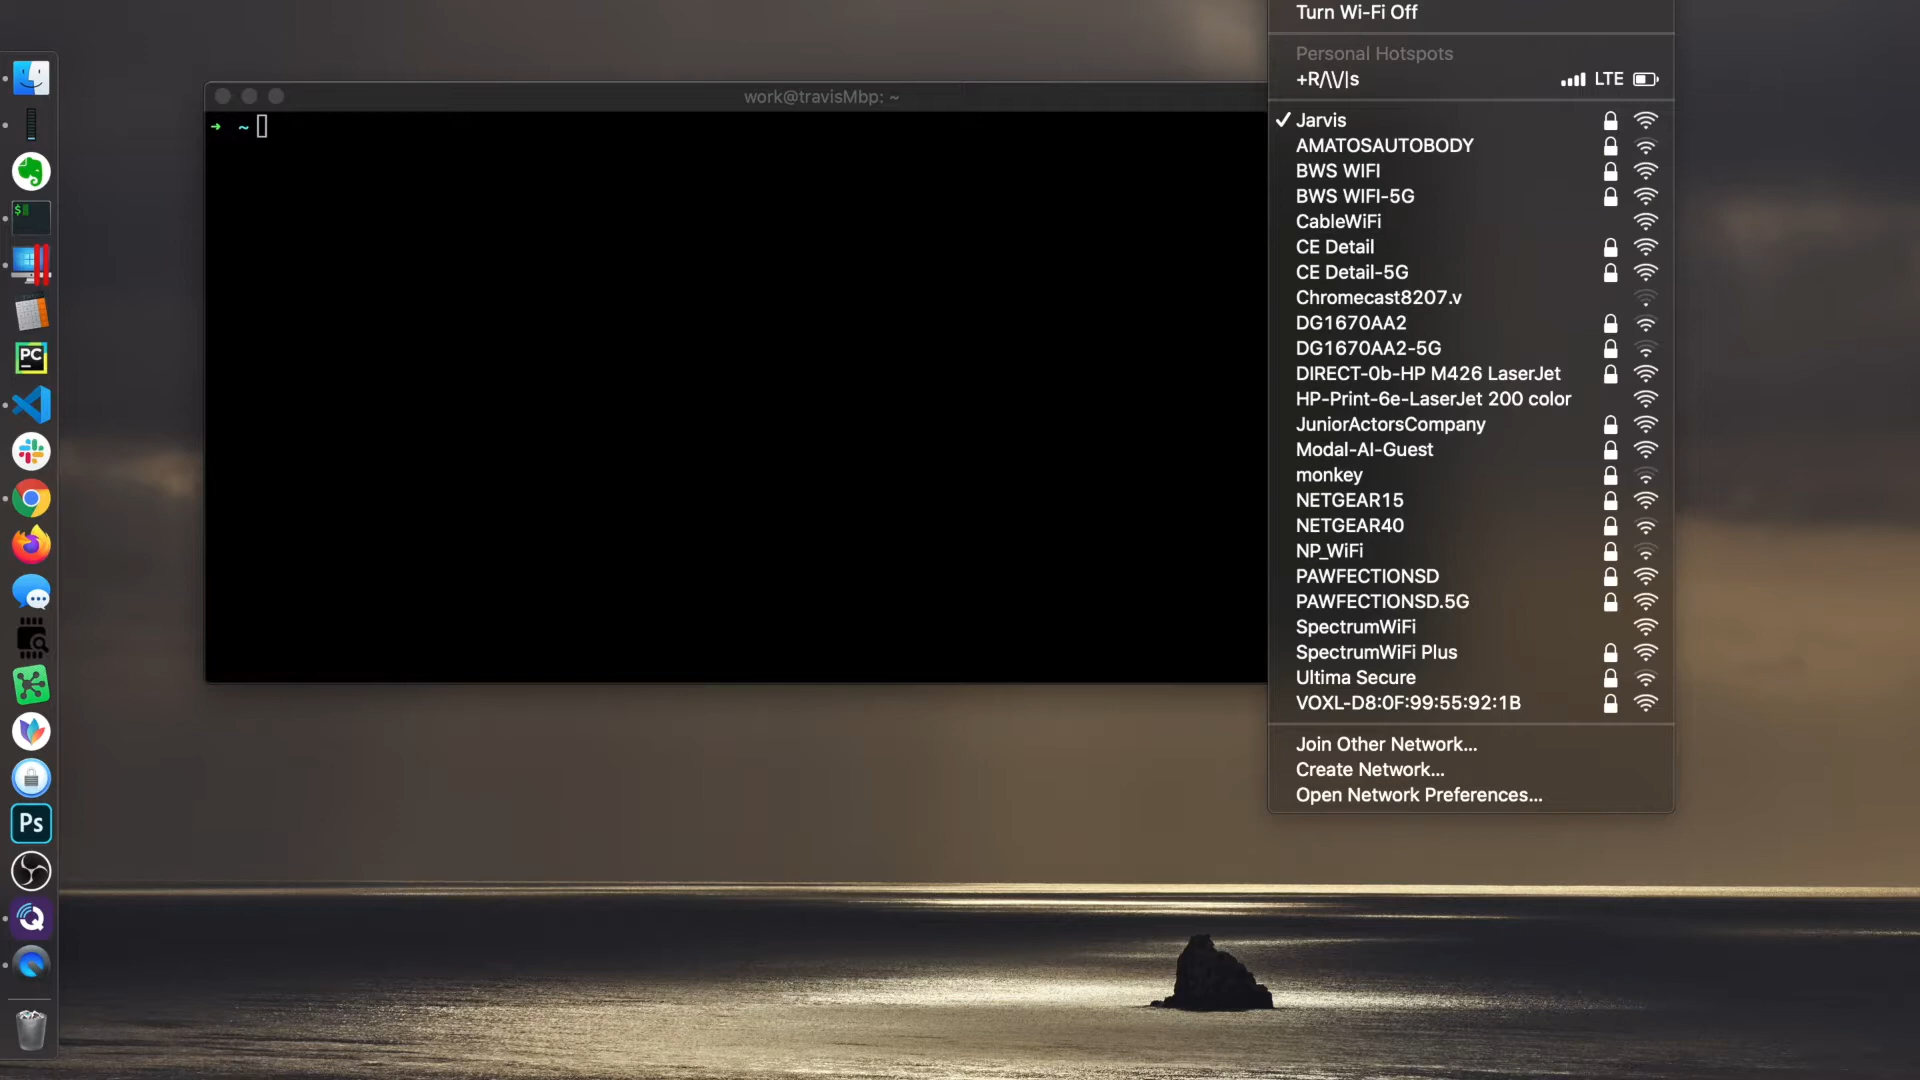 Turn Wi-Fi Off
Personal Hotspots
+R/\\/|s LTE
work@travisMbp: ~
➜ ~
✓ Jarvis
AMATOSAUTOBODY
BWS WIFI
BWS WIFI-5G
CableWiFi
CE Detail
CE Detail-5G
Chromecast8207.v
DG1670AA2
DG1670AA2-5G
DIRECT-0b-HP M426 LaserJet
HP-Print-6e-LaserJet 200 color
JuniorActorsCompany
Modal-AI-Guest
monkey
NETGEAR15
NETGEAR40
NP_WiFi
PAWFECTIONSD
PAWFECTIONSD.5G
SpectrumWiFi
SpectrumWiFi Plus
Ultima Secure
VOXL-D8:0F:99:55:92:1B
Join Other Network...
Create Network...
Open Network Preferences...
$
PC
Ps